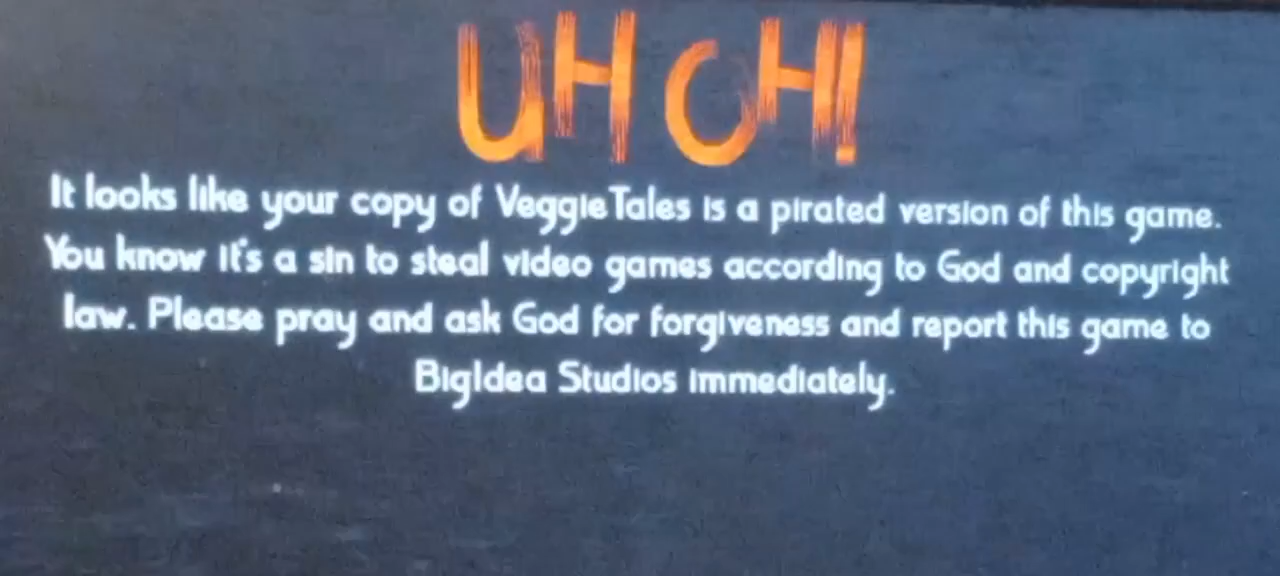 UH OH!
It looks like your copy of VeggieTales is a pirated version of this game.
You know it's a sin to steal video games according to God and copyright
law. Please pray and ask God for forgiveness and report this game to
BigIdea Studios immediately.